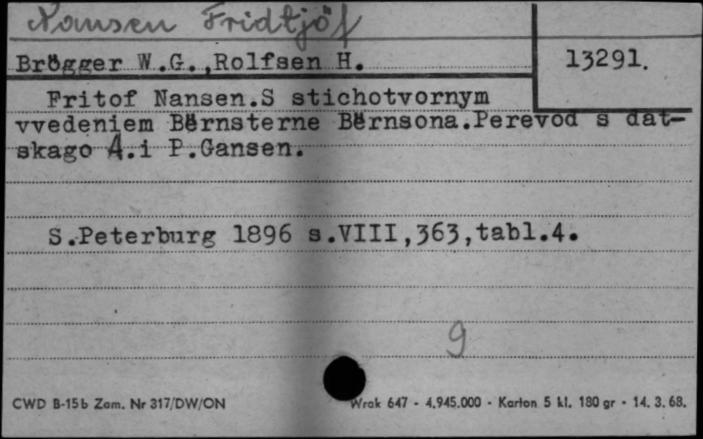 Nansen Fridtjöf
Brögger W.G.,Rolfsen H.
13291.
Fritof Nansen.S stichotvornym
vvedeniem Bërnsterne Bërnsona.Perevod s dat-
skago A.i P.Gansen.
S.Peterburg 1896 s.VIII,363,tabl.4.
9
CWD B-15b Zam. Nr 317/DW/ON
Wrak 647 - 4.945.000 - Karton 5 kl. 180 gr - 14. 3. 68.